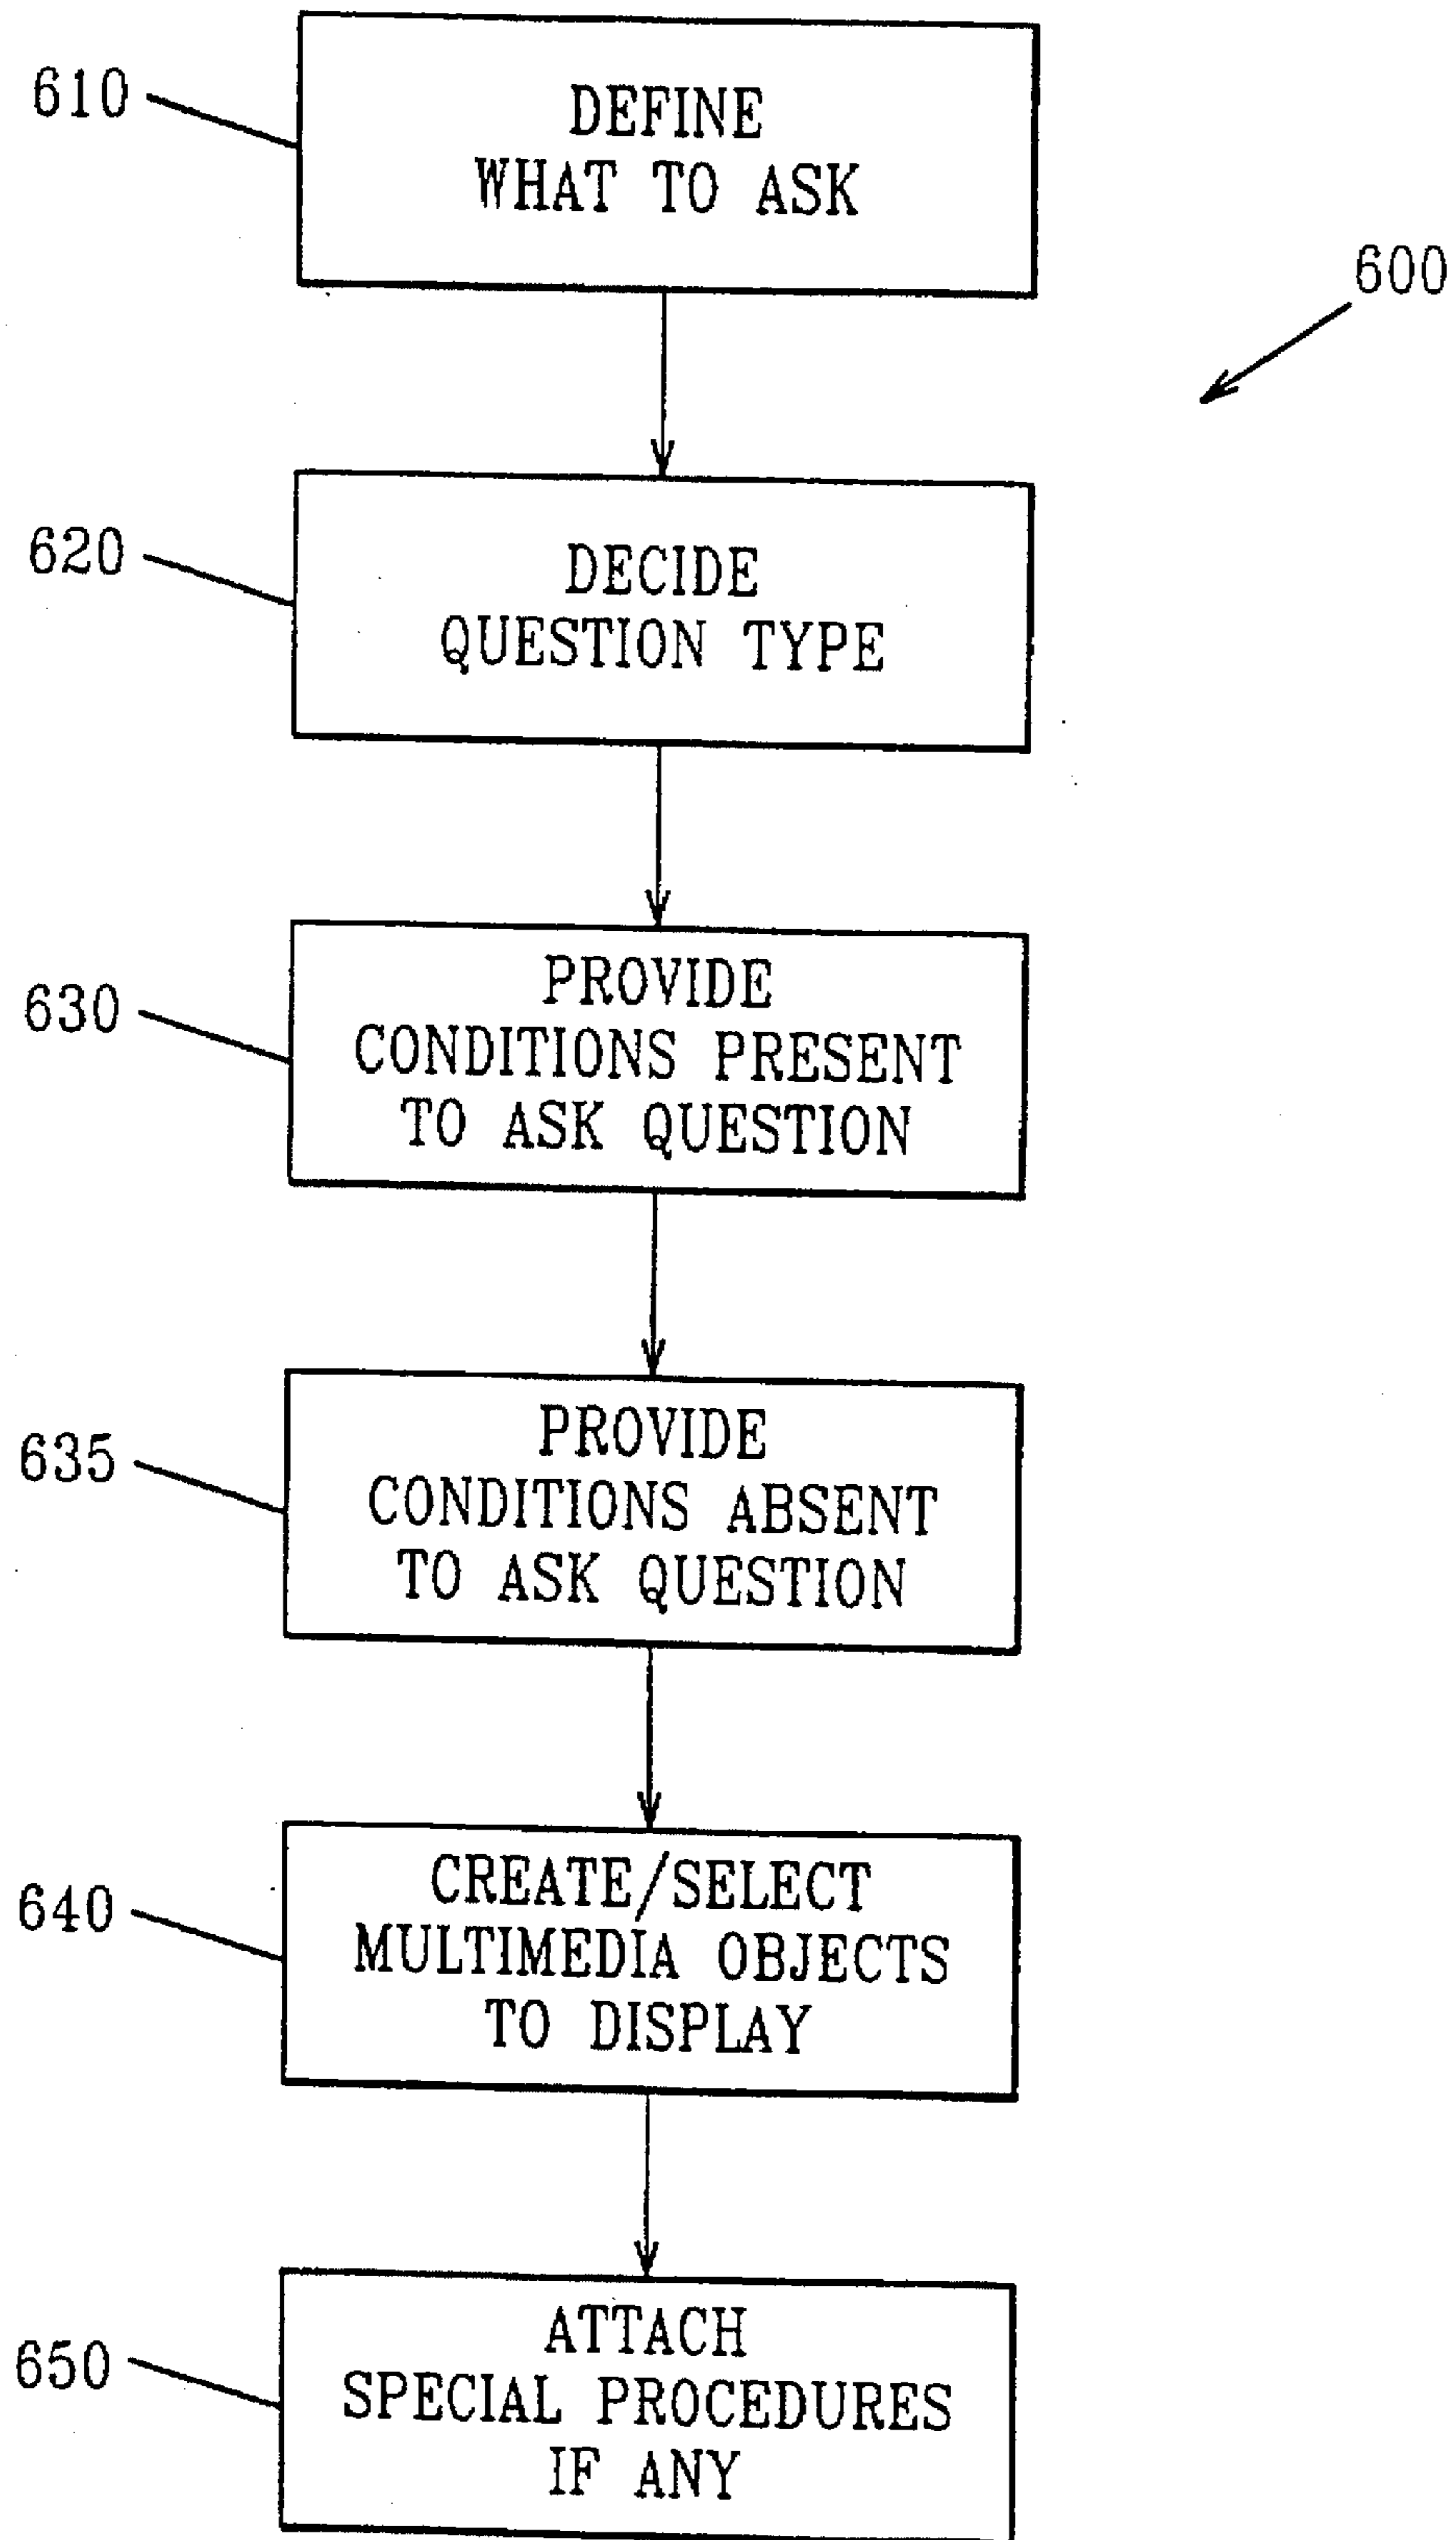 610
DEFINE
WHAT TO ASK
600
620
DECIDE
QUESTION TYPE
630
PROVIDE
CONDITIONS PRESENT
TO ASK QUESTION
635
PROVIDE
CONDITIONS ABSENT
TO ASK QUESTION
640
CREATE/SELECT
MULTIMEDIA OBJECTS
TO DISPLAY
650
ATTACH
SPECIAL PROCEDURES
IF ANY